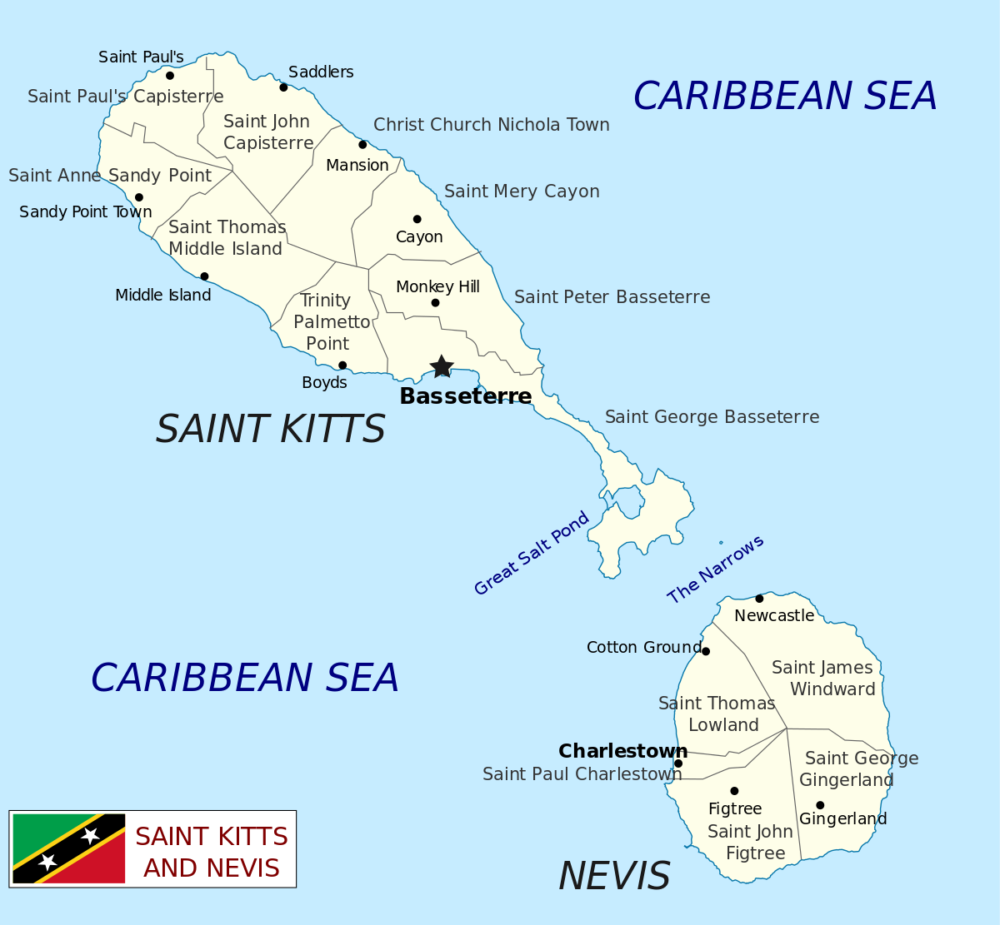 Saint Paul's
Saddlers
CARIBBEAN SEA
Saint Paul's Capisterre
Saint John
Capisterre
Christ Church Nichola Town
Mansion
Saint Anne Sandy Point
Saint Mery Cayon
Sandy Point Town
Saint Thomas
Middle Island
Cayon
Middle Island
Monkey Hill
Saint Peter Basseterre
Trinity
Palmetto
Point
Boyds
Basseterre
SAINT KITTS
Saint George Basseterre
Great Salt Pond
The Narrows
Newcastle
Cotton Ground
CARIBBEAN SEA
Saint James
Windward
Saint Thomas
Lowland
Charlestown
Saint Paul Charlestown
Saint George
Gingerland
Figtree
Gingerland
Saint John
Figtree
SAINT KITTS
AND NEVIS
NEVIS